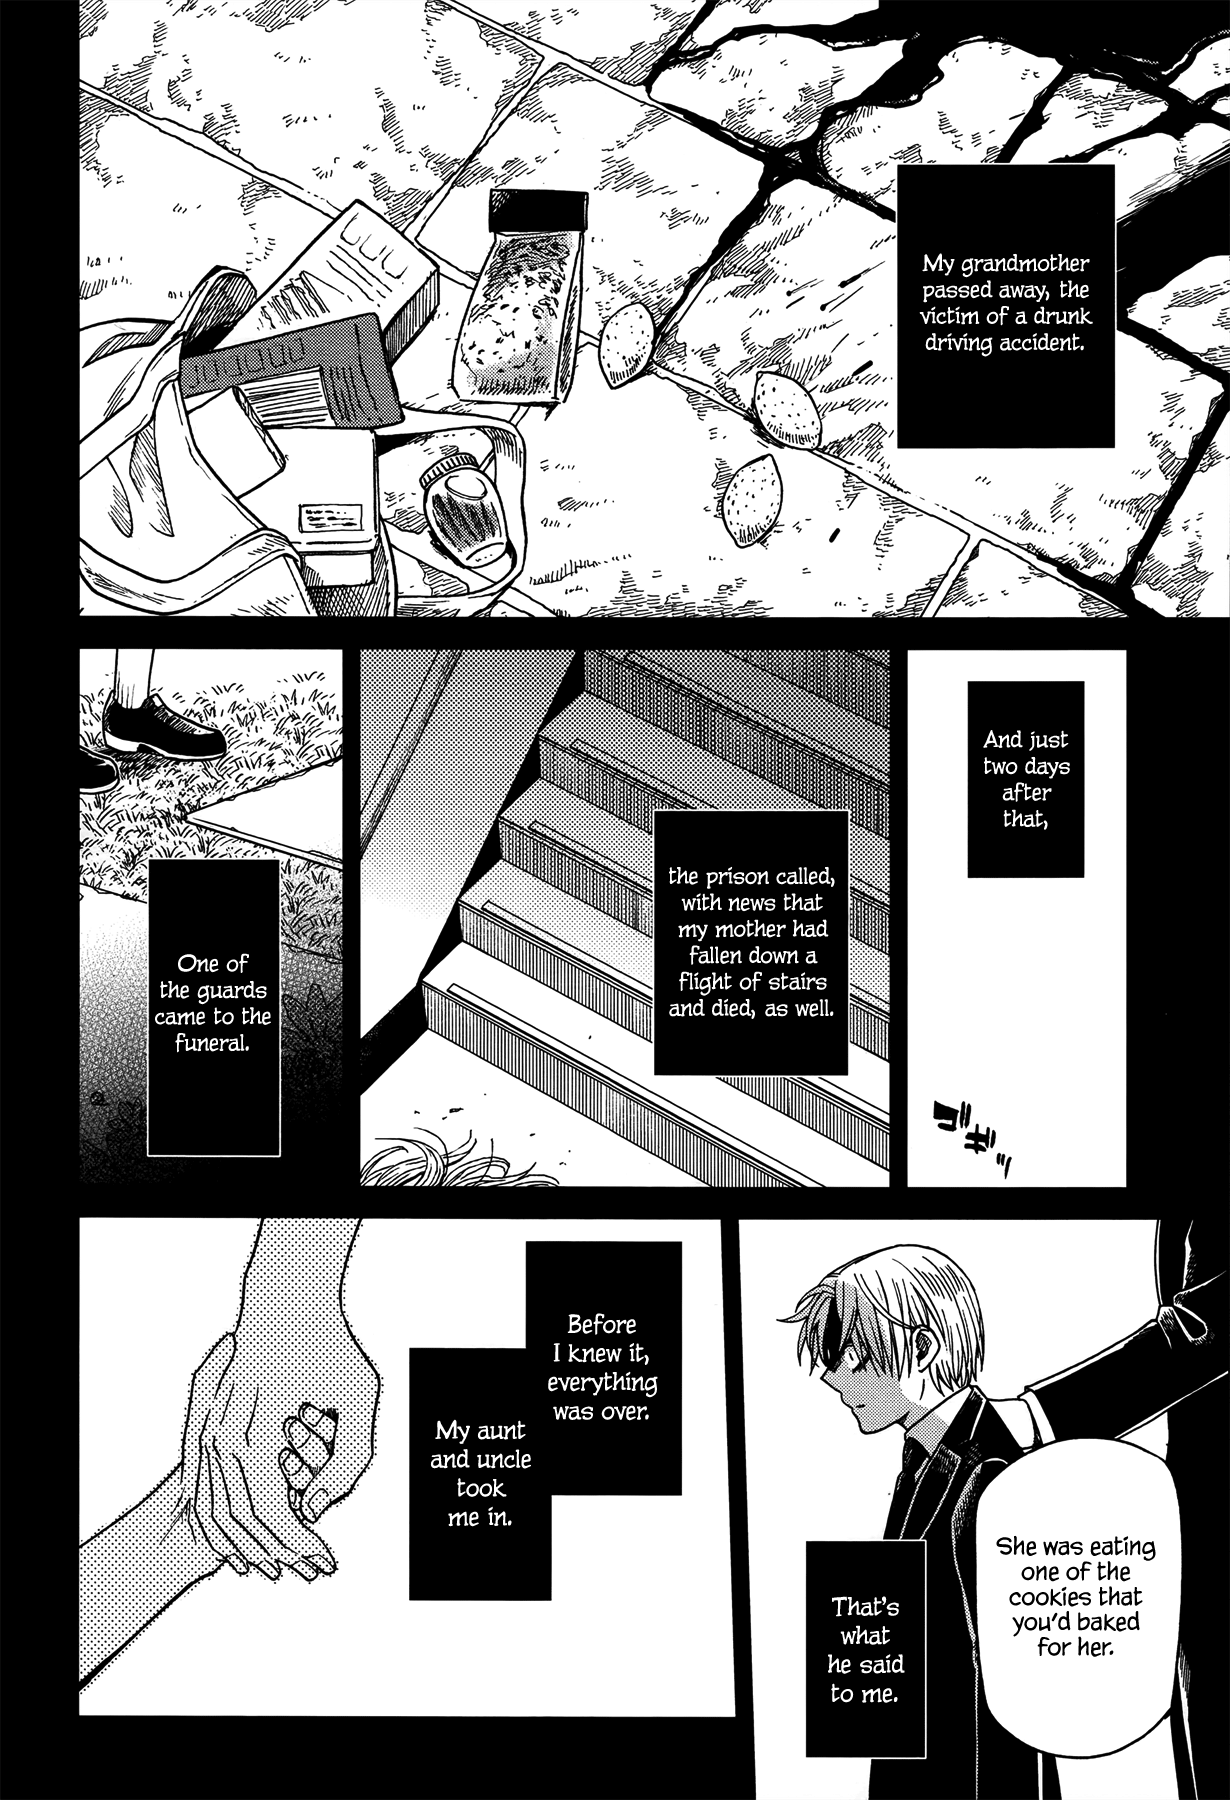 My grandmother
passed away, the
victim of a drunk
driving accident.
And just
two days
after
that,
ゴギッ
the prison called,
with news that
my mother had
fallen down a
flight of stairs
and died, as well.
One of
the guards
came to the
funeral.
She was eating
one of the
cookies that
you'd baked
for her.
That's
what
he said
to me.
Before
I knew it,
everything
was over.
My aunt
and uncle
took
me in.